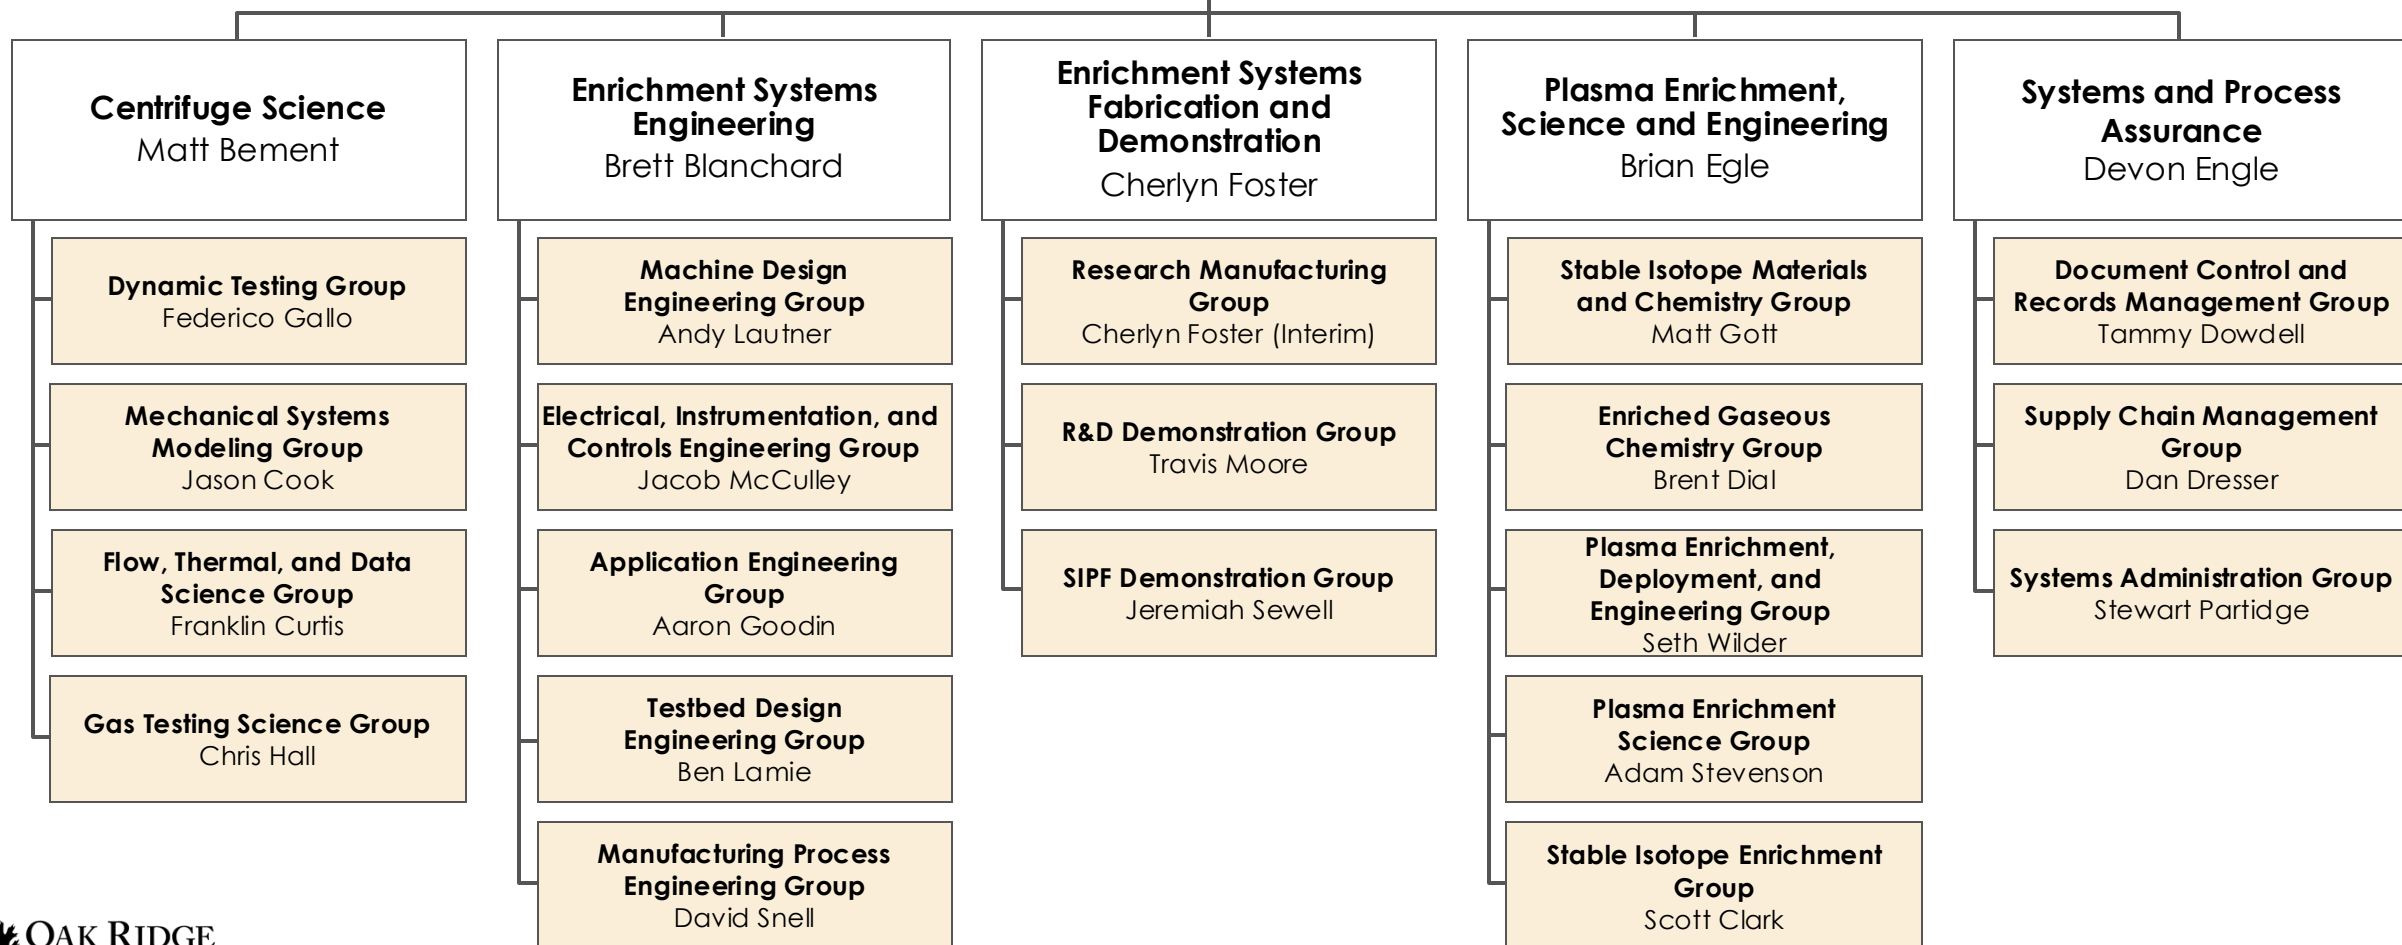 Centrifuge Science
Matt Bement
Dynamic Testing Group
Federico Gallo
Mechanical Systems
Modeling Group
Jason Cook
Flow, Thermal, and Data
Science Group
Franklin Curtis
Gas Testing Science Group
Chris Hall
Enrichment Systems
Engineering
Brett Blanchard
Machine Design
Engineering Group
Andy Lautner
Electrical, Instrumentation, and
Controls Engineering Group
Jacob McCulley
Application Engineering
Group
Aaron Goodin
Testbed Design
Engineering Group
Ben Lamie
Manufacturing Process
Engineering Group
David Snell
Enrichment Systems
Fabrication and
Demonstration
Cherlyn Foster
Research Manufacturing
Group
Cherlyn Foster (Interim)
R&D Demonstration Group
Travis Moore
SIPF Demonstration Group
Jeremiah Sewell
Plasma Enrichment,
Science and Engineering
Brian Egle
Stable Isotope Materials
and Chemistry Group
Matt Gott
Enriched Gaseous
Chemistry Group
Brent Dial
Plasma Enrichment,
Deployment, and
Engineering Group
Seth Wilder
Plasma Enrichment
Science Group
Adam Stevenson
Stable Isotope Enrichment
Group
Scott Clark
Systems and Process
Assurance
Devon Engle
Document Control and
Records Management Group
Tammy Dowdell
Supply Chain Management
Group
Dan Dresser
Systems Administration Group
Stewart Partidge
OAK RIDGE